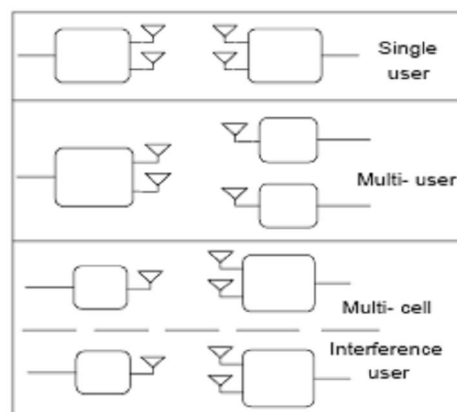 Single
user
Multi- user
Multi- cell
Interference
user